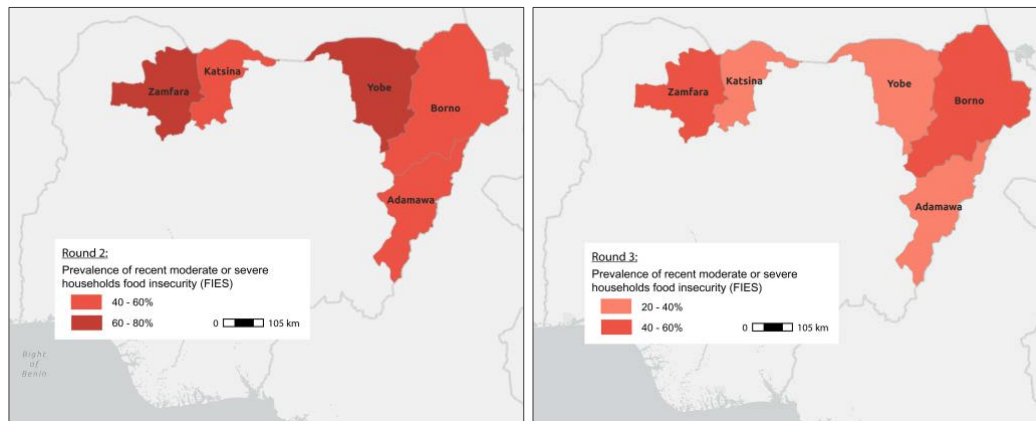 Zamfara
Katsina
Yobe
Borno
Adamawa
Round 2:
Prevalence of recent moderate or severe
households food insecurity (FIES)
40 - 60%
60 - 80%
0 105 km
Bight
of
Benin
Zamfara
Katsina
Yobe
Borno
Adamawa
Round 3:
Prevalence of recent moderate or severe
households food insecurity (FIES)
20 - 40%
40 - 60%
0 105 km